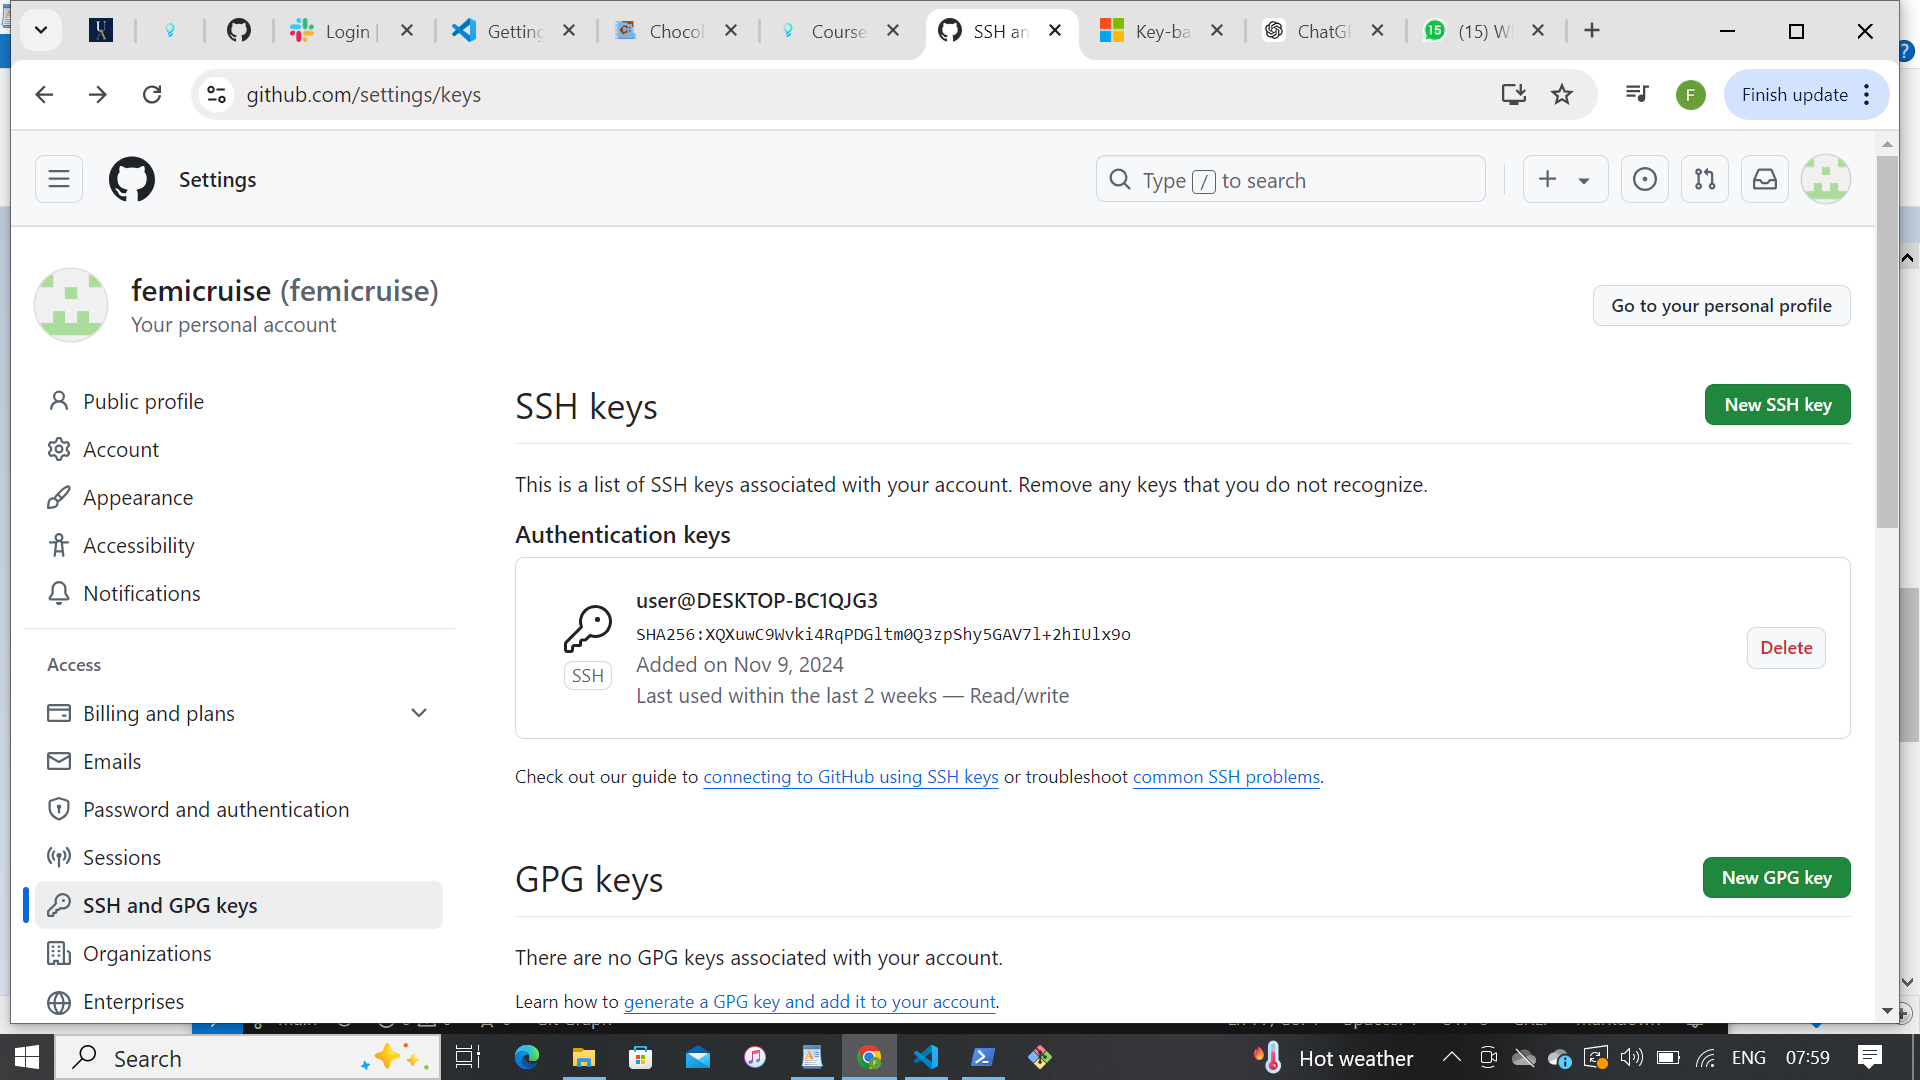 Login
Getting
Chocol
Course
SSH an
Key-ba
ChatGP
(15) W
github.com/settings/keys
F
Finish update
Settings
Type / to search
femicruise (femicruise)
Your personal account
Go to your personal profile
Public profile
Account
Appearance
Accessibility
Notifications
Access
Billing and plans
Emails
Password and authentication
Sessions
SSH and GPG keys
Organizations
Enterprises
SSH keys
New SSH key
This is a list of SSH keys associated with your account. Remove any keys that you do not recognize.
Authentication keys
user@DESKTOP-BC1QJG3
SHA256:XQXuwC9Wvki4RqPDGltm0Q3zpShy5GAV7l+2hIUlx9o
SSH
Added on Nov 9, 2024
Last used within the last 2 weeks — Read/write
Delete
Check out our guide to connecting to GitHub using SSH keys or troubleshoot common SSH problems.
GPG keys
New GPG key
There are no GPG keys associated with your account.
Learn how to generate a GPG key and add it to your account.
Search
Hot weather
ENG
07:59